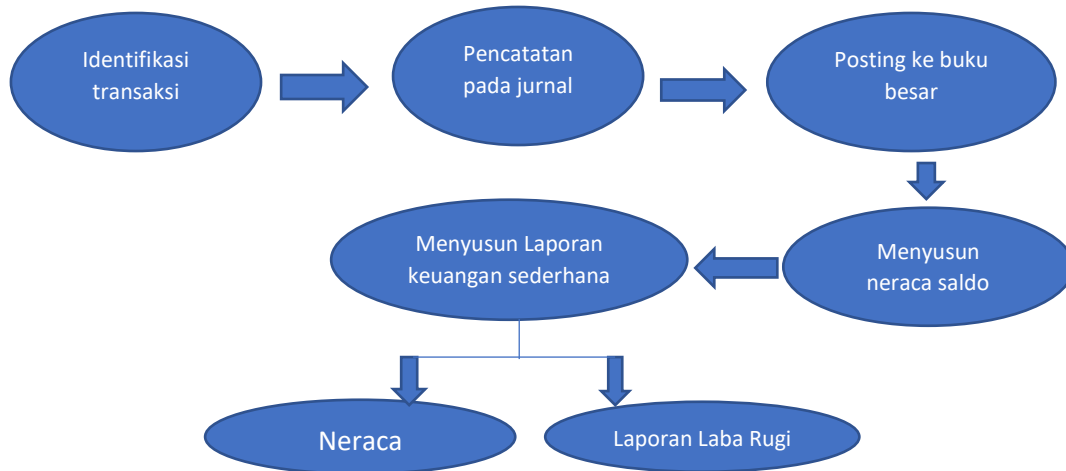 Identifikasi
transaksi
Pencatatan
pada jurnal
Posting ke buku
besar
Menyusun
neraca saldo
Menyusun Laporan
keuangan sederhana
Neraca
Laporan Laba Rugi